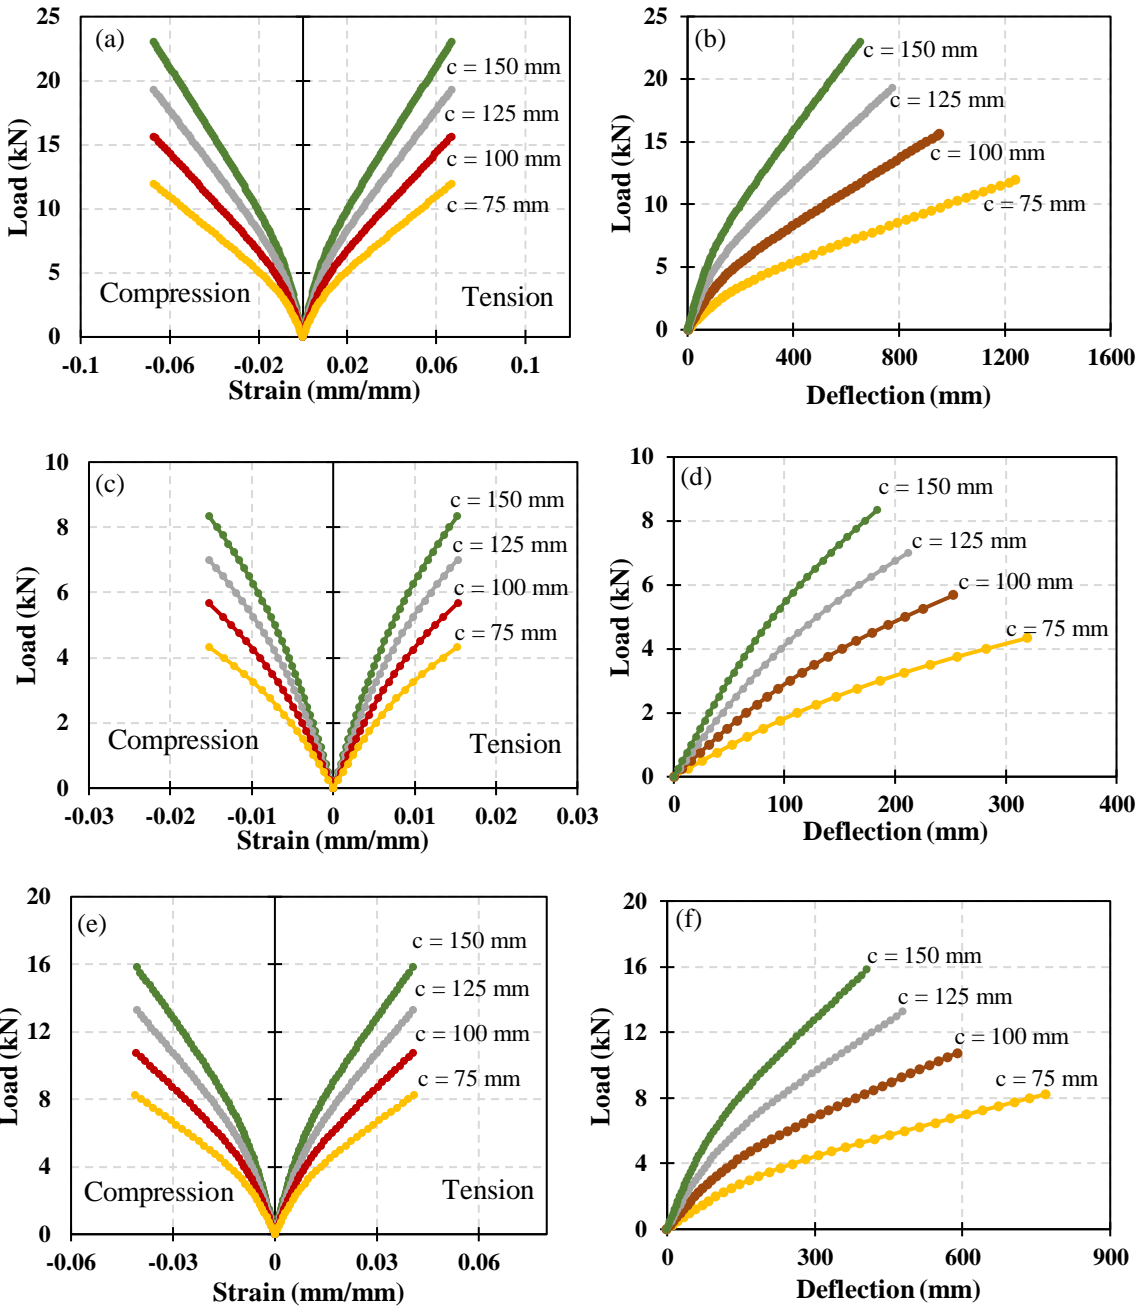 (a)
25
20
15
10
5
0
Load (kN)
c = 150 mm
c = 125 mm
c = 100 mm
c = 75 mm
Compression
Tension
-0.1
-0.06
-0.02
0.02
0.06
0.1
Strain (mm/mm)
(b)
25
20
15
10
5
0
Load (kN)
c = 150 mm
c = 125 mm
c = 100 mm
c = 75 mm
0
400
800
1200
1600
Deflection (mm)
(c)
10
8
6
4
2
0
Load (kN)
c = 150 mm
c = 125 mm
c = 100 mm
c = 75 mm
Compression
Tension
-0.03
-0.02
-0.01
0
0.01
0.02
0.03
Strain (mm/mm)
(d)
10
8
6
4
2
0
Load (kN)
c = 150 mm
c = 125 mm
c = 100 mm
c = 75 mm
0
100
200
300
400
Deflection (mm)
(e)
20
16
12
8
4
0
Load (kN)
c = 150 mm
c = 125 mm
c = 100 mm
c = 75 mm
Compression
Tension
-0.06
-0.03
0
0.03
0.06
Strain (mm/mm)
(f)
20
16
12
8
4
0
Load (kN)
c = 150 mm
c = 125 mm
c = 100 mm
c = 75 mm
0
300
600
900
Deflection (mm)